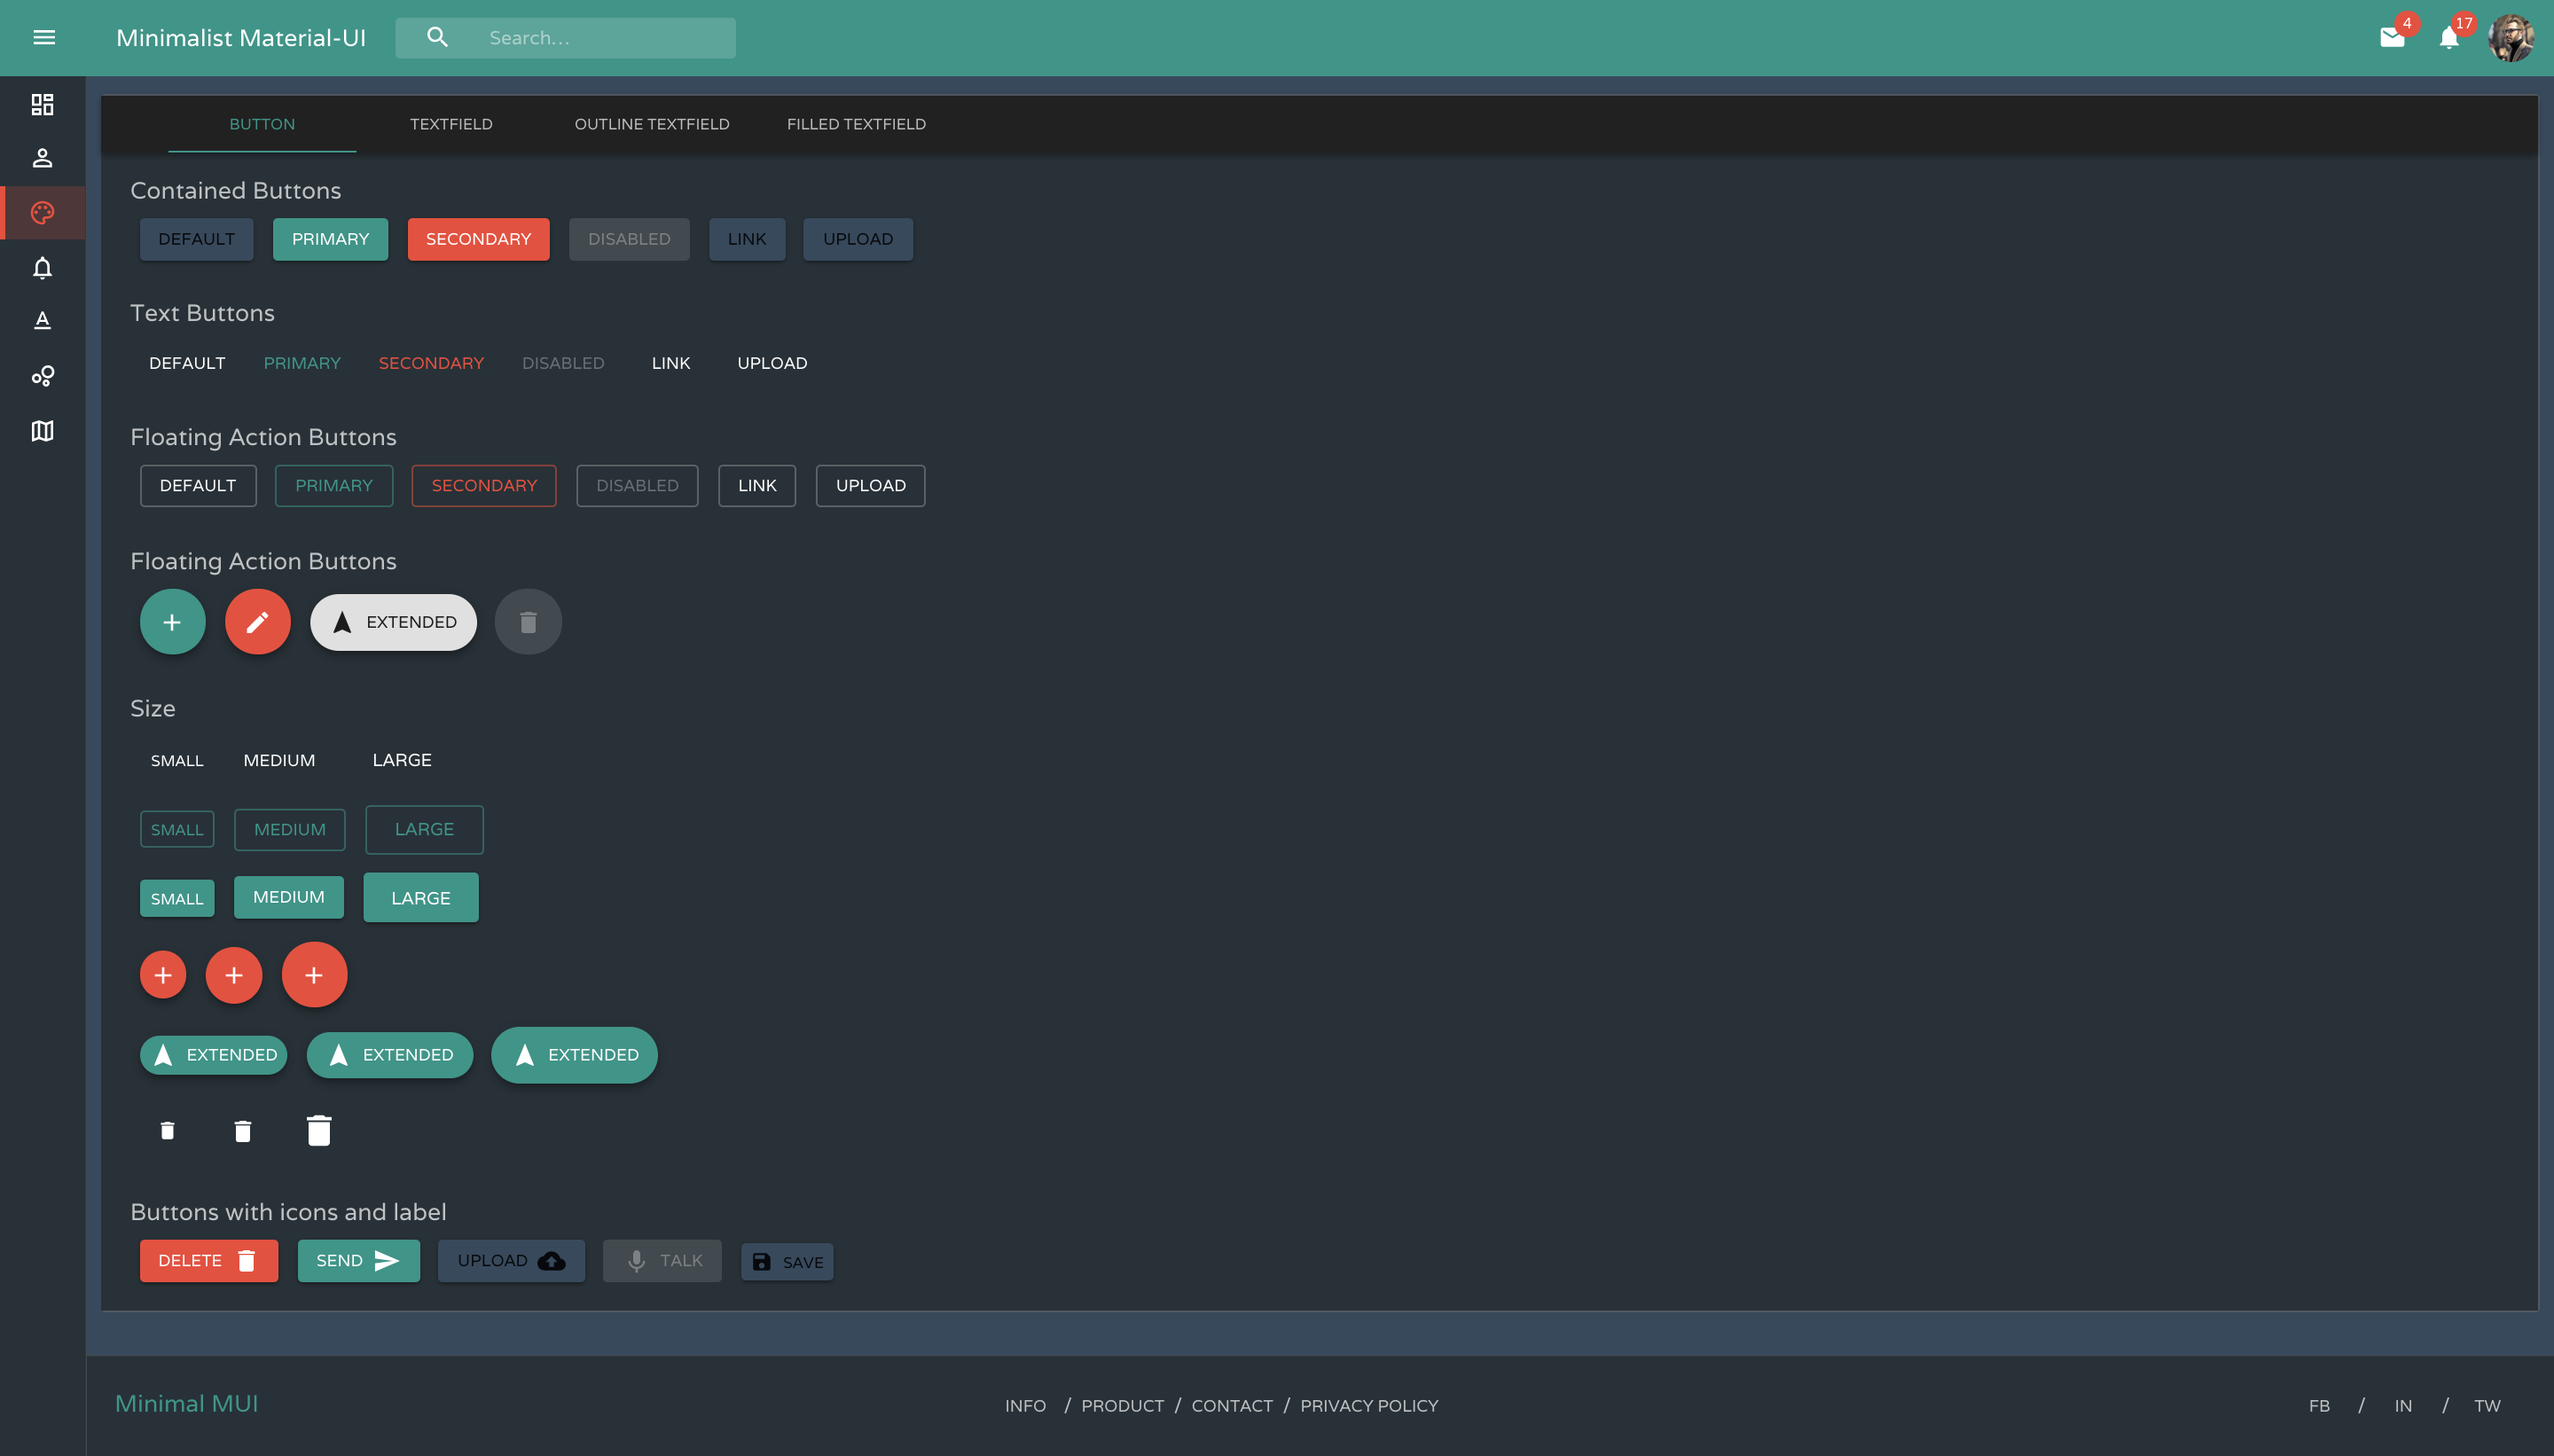 Minimalist Material-UI Search... 4 17
BUTTON TEXTFIELD OUTLINE TEXTFIELD FILLED TEXTFIELD
Contained Buttons
DEFAULT PRIMARY SECONDARY DISABLED LINK UPLOAD
Text Buttons
DEFAULT PRIMARY SECONDARY DISABLED LINK UPLOAD
Floating Action Buttons
DEFAULT PRIMARY SECONDARY DISABLED LINK UPLOAD
Floating Action Buttons
EXTENDED
Size
SMALL MEDIUM LARGE
SMALL MEDIUM LARGE
SMALL MEDIUM LARGE
EXTENDED EXTENDED EXTENDED
Buttons with icons and label
DELETE SEND UPLOAD TALK SAVE
Minimal MUI INFO / PRODUCT / CONTACT / PRIVACY POLICY FB / IN / TW